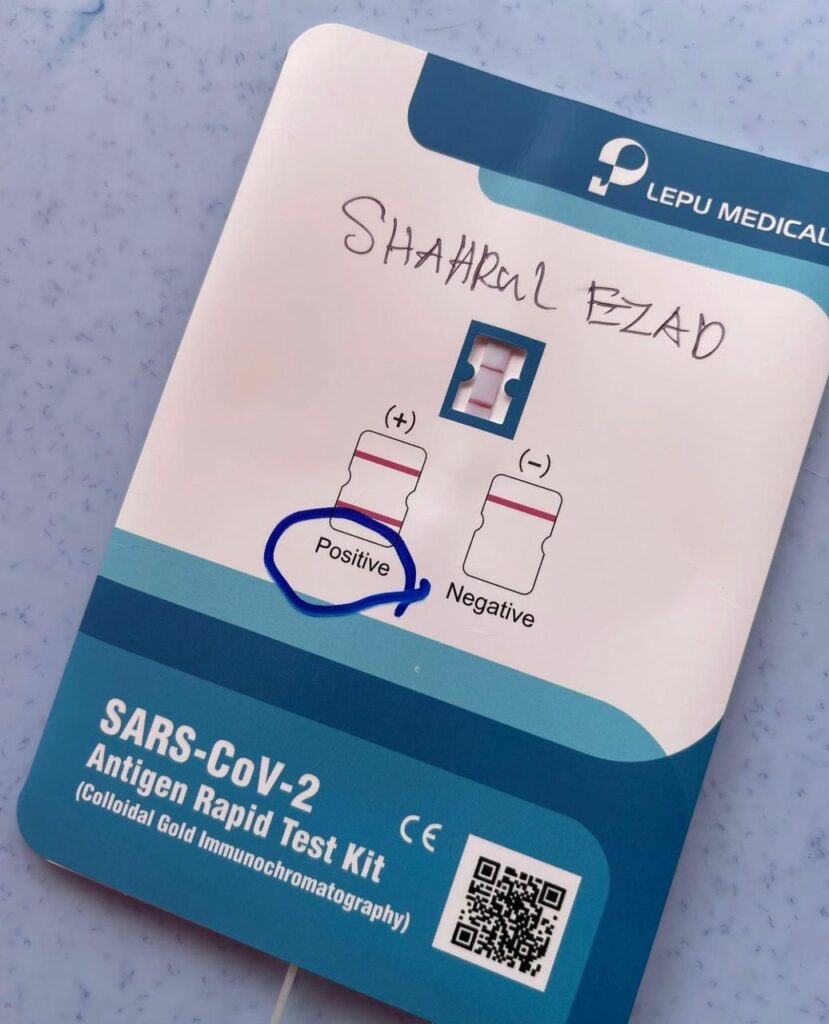 LEPU MEDICAL
SHAHRUL EZAD
(+)
(-)
Positive
Negative
SARS-CoV-2
Antigen Rapid Test Kit
(Colloidal Gold Immunochromatography)
CE